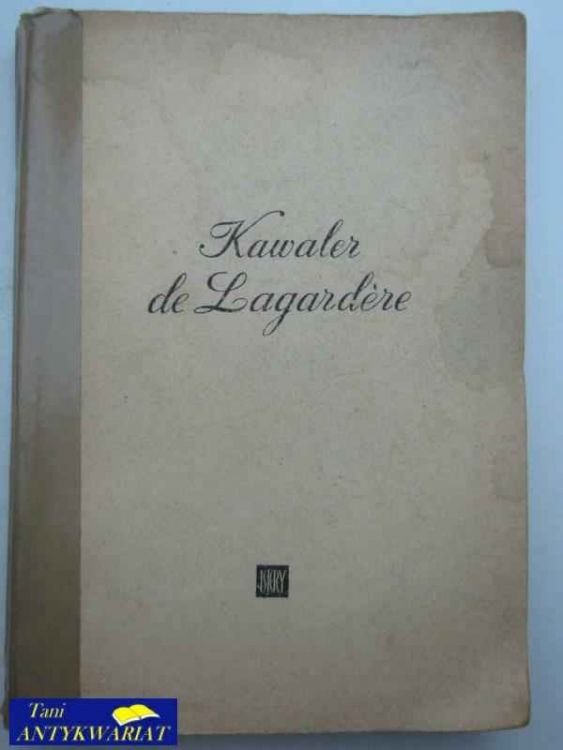 Kawaler
de Lagardère
ISKRY
Tani
ANTYKWARIAT